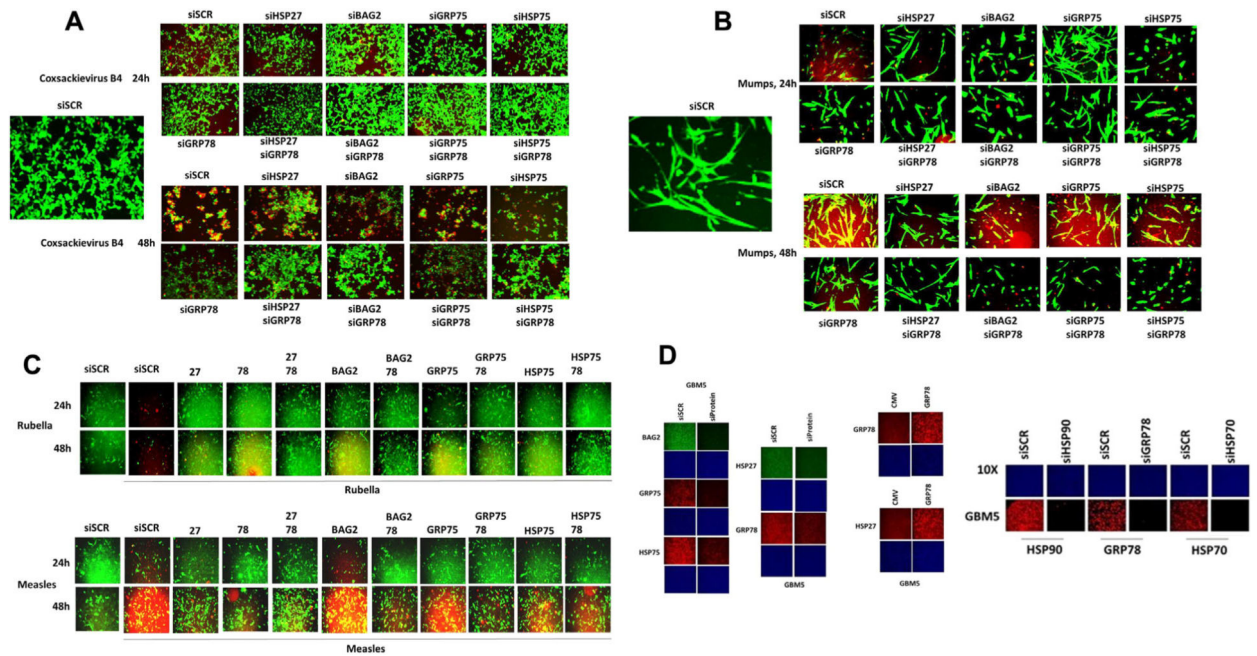 A
siSCR siHSP27 siBAG2 siGRP75 siHSP75
Coxsackievirus B4 24h
siSCR
siGRP78 siHSP27 siBAG2 siGRP75 siHSP75
siGRP78 siGRP78 siGRP78 siGRP78
siSCR siHSP27 siBAG2 siGRP75 siHSP75
Coxsackievirus B4 48h
siGRP78 siHSP27 siBAG2 siGRP75 siHSP75
siGRP78 siGRP78 siGRP78 siGRP78
B
siSCR siHSP27 siBAG2 siGRP75 siHSP75
Mumps, 24h
siSCR
siGRP78 siHSP27 siBAG2 siGRP75 siHSP75
siGRP78 siGRP78 siGRP78 siGRP78
siSCR siHSP27 siBAG2 siGRP75 siHSP75
Mumps, 48h
siGRP78 siHSP27 siBAG2 siGRP75 siHSP75
siGRP78 siGRP78 siGRP78 siGRP78
C
27 BAG2 GRP75 HSP75
siSCR siSCR 27 78 78 BAG2 78 GRP75 78 HSP75 78
24h
Rubella
48h
Rubella
27 BAG2 GRP75 HSP75
siSCR siSCR 27 78 78 BAG2 78 GRP75 78 HSP75 78
24h
Measles
48h
Measles
D
GBM5
siSCR siProtein
BAG2
GRP75
HSP75
siSCR siProtein
HSP27
GRP78
GBM5
CMV GRP78
GRP78
CMV GRP78
HSP27
GBM5
siSCR siHSP90 siSCR siGRP78 siSCR siHSP70
10X
GBM5
HSP90 GRP78 HSP70